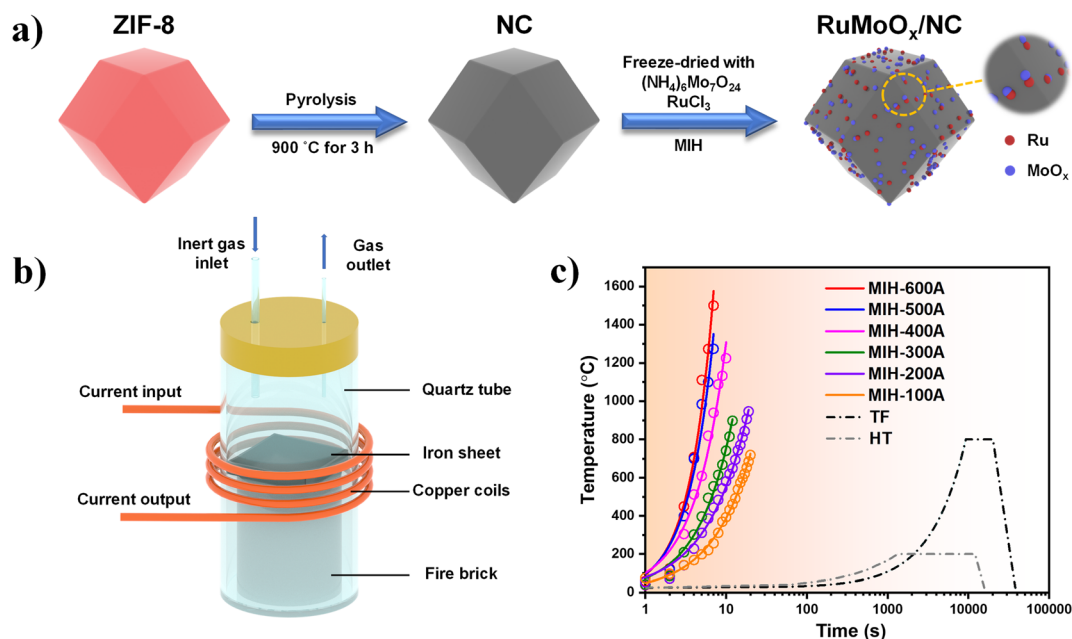 a)
ZIF-8
NC
RuMoOₓ/NC
Pyrolysis
900 ˚C for 3 h
Freeze-dried with
(NH₄)₆Mo₇O₂₄
RuCl₃
MIH
Ru
MoOₓ
b)
Inert gas
inlet
Gas
outlet
Current input
Current output
Quartz tube
Iron sheet
Copper coils
Fire brick
c)
Temperature (°C)
1600
1400
1200
1000
800
600
400
200
0
MIH-600A
MIH-500A
MIH-400A
MIH-300A
MIH-200A
MIH-100A
TF
HT
1
10
100
1000
10000
100000
Time (s)